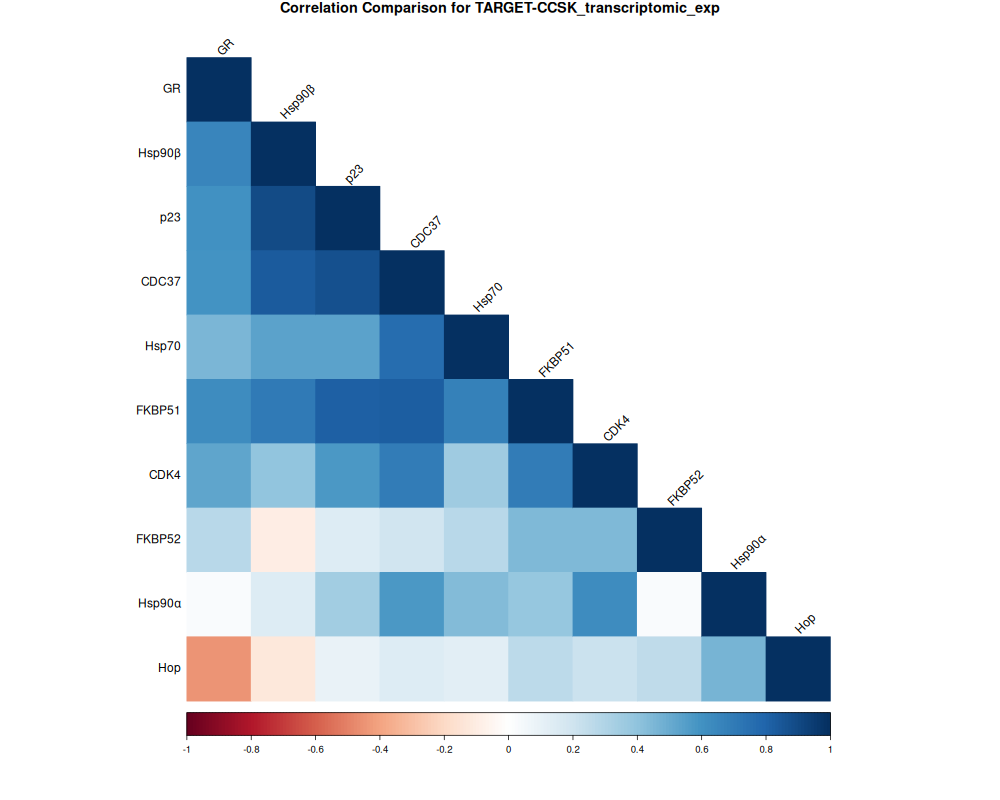 Correlation Comparison for TARGET-CCSK_transcriptomic_exp
GR
GR
Hsp90β
Hsp90β
p23
p23
CDC37
CDC37
Hsp70
Hsp70
FKBP51
FKBP51
CDK4
CDK4
FKBP52
FKBP52
Hsp90α
Hsp90α
Hop
Hop
-1 -0.8 -0.6 -0.4 -0.2 0 0.2 0.4 0.6 0.8 1